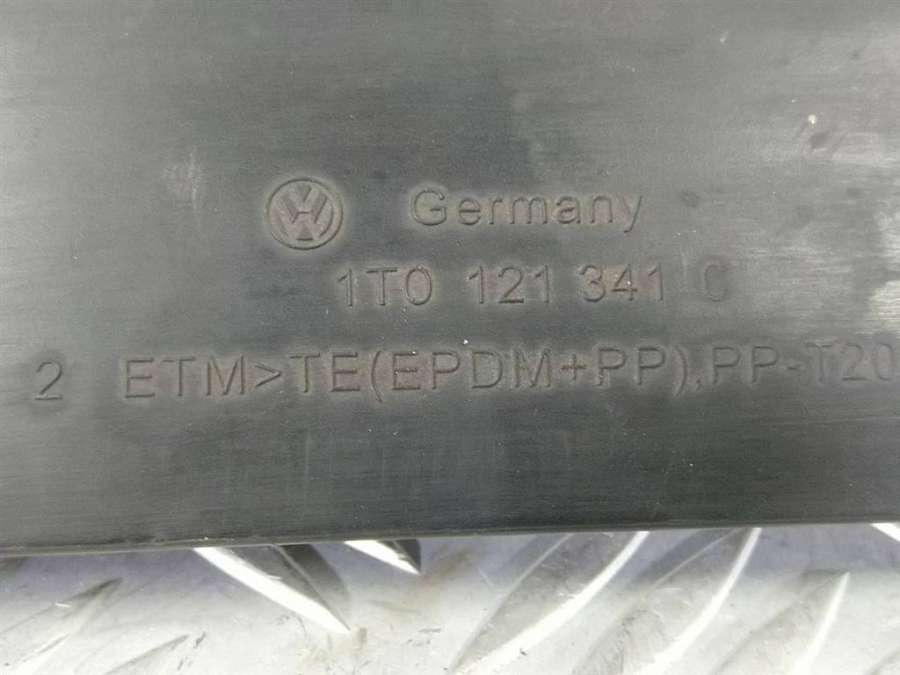 VW Germany
1T0 121 341 C
2 ETM>TE(EPDM+PP),PP-T20